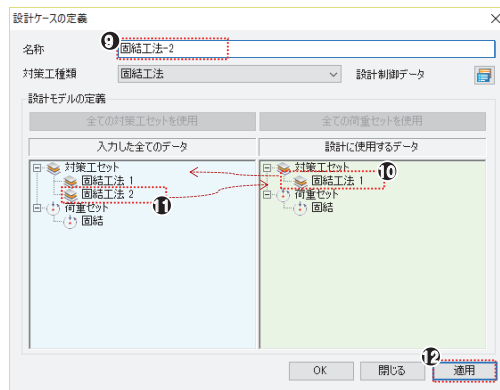 設計ケースの定義
名称 ❾ 固結工法-2
対策工種類 固結工法 設計制御データ
設計モデルの定義
全ての対策工セットを使用 全ての荷重セットを使用
入力した全てのデータ 設計に使用するデータ
対策工セット
固結工法 1
固結工法 2
⓫
荷重セット
固結
対策工セット
❿
固結工法 1
荷重セット
固結
⓬
OK 閉じる 適用